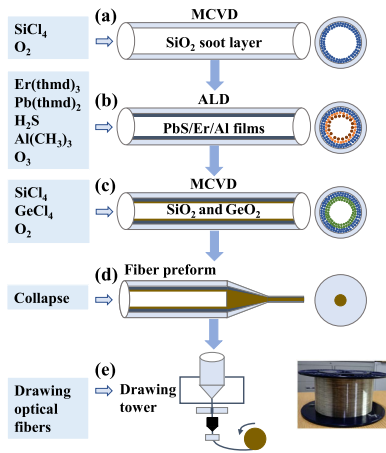 (a)
MCVD
SiCl₄
O₂
SiO₂ soot layer
Er(thmd)₃
Pb(thmd)₂
H₂S
Al(CH₃)₃
O₃
(b)
ALD
PbS/Er/Al films
SiCl₄
GeCl₄
O₂
(c)
MCVD
SiO₂ and GeO₂
(d)
Fiber preform
Collapse
(e)
Drawing
optical
fibers
Drawing
tower